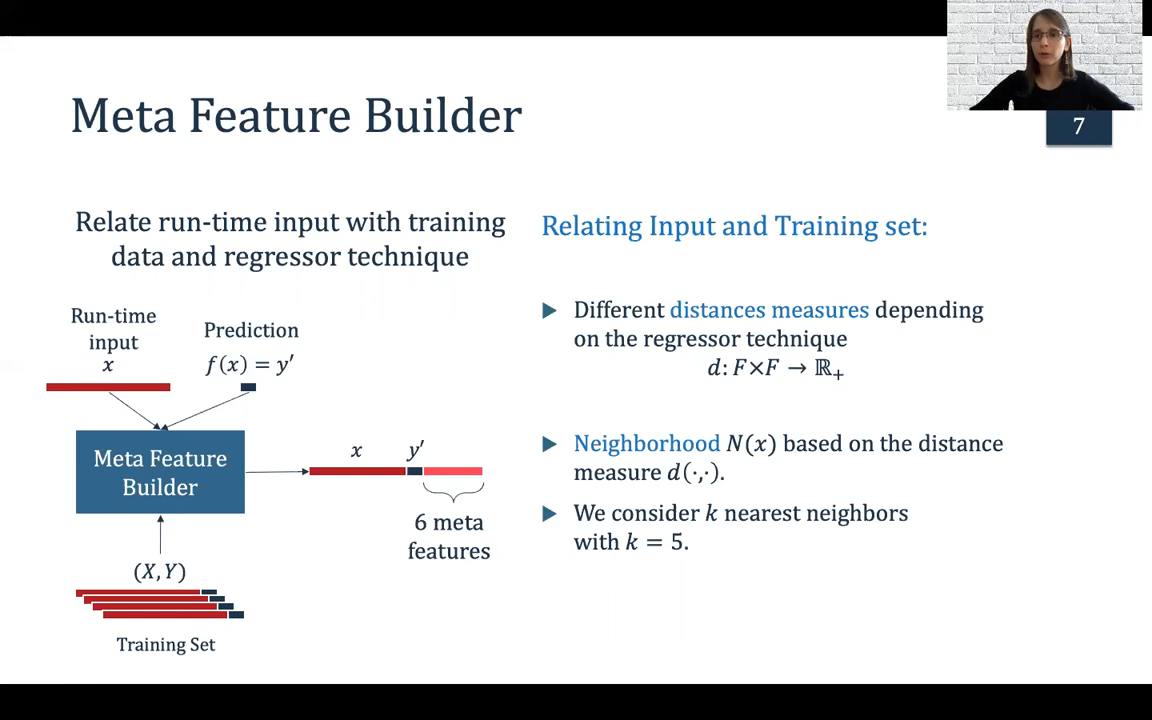 7
Meta Feature Builder
Relate run-time input with training
data and regressor technique
Run-time
input
x
Prediction
f(x) = y′
Meta Feature
Builder
x
y′
6 meta
features
(X, Y)
Training Set
Relating Input and Training set:
Different distances measures depending
on the regressor technique
d: F×F → ℝ₊
Neighborhood N(x) based on the distance
measure d(·,·).
We consider k nearest neighbors
with k = 5.